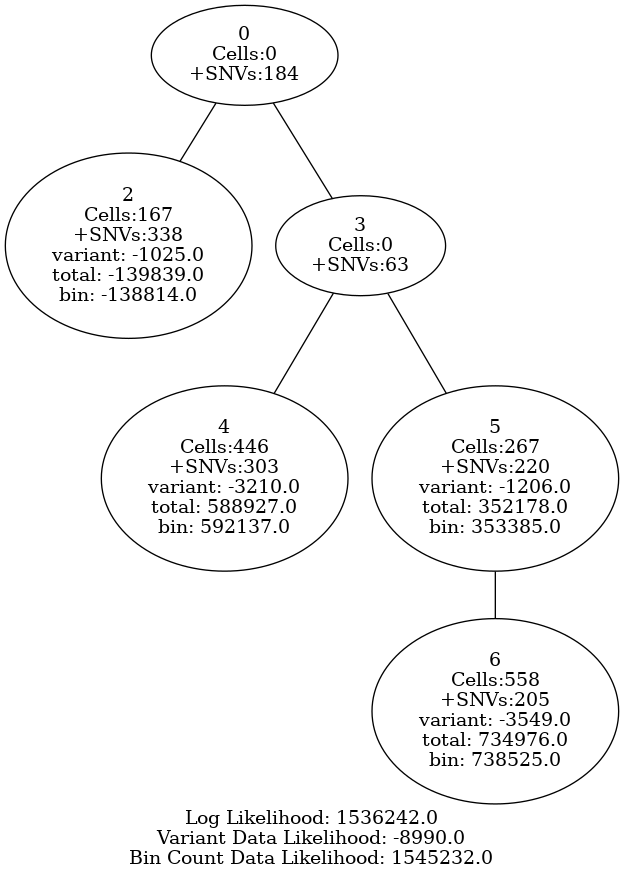 0
Cells:0
+SNVs:184
2
Cells:167
+SNVs:338
variant: -1025.0
total: -139839.0
bin: -138814.0
3
Cells:0
+SNVs:63
4
Cells:446
+SNVs:303
variant: -3210.0
total: 588927.0
bin: 592137.0
5
Cells:267
+SNVs:220
variant: -1206.0
total: 352178.0
bin: 353385.0
6
Cells:558
+SNVs:205
variant: -3549.0
total: 734976.0
bin: 738525.0
Log Likelihood: 1536242.0
Variant Data Likelihood: -8990.0
Bin Count Data Likelihood: 1545232.0